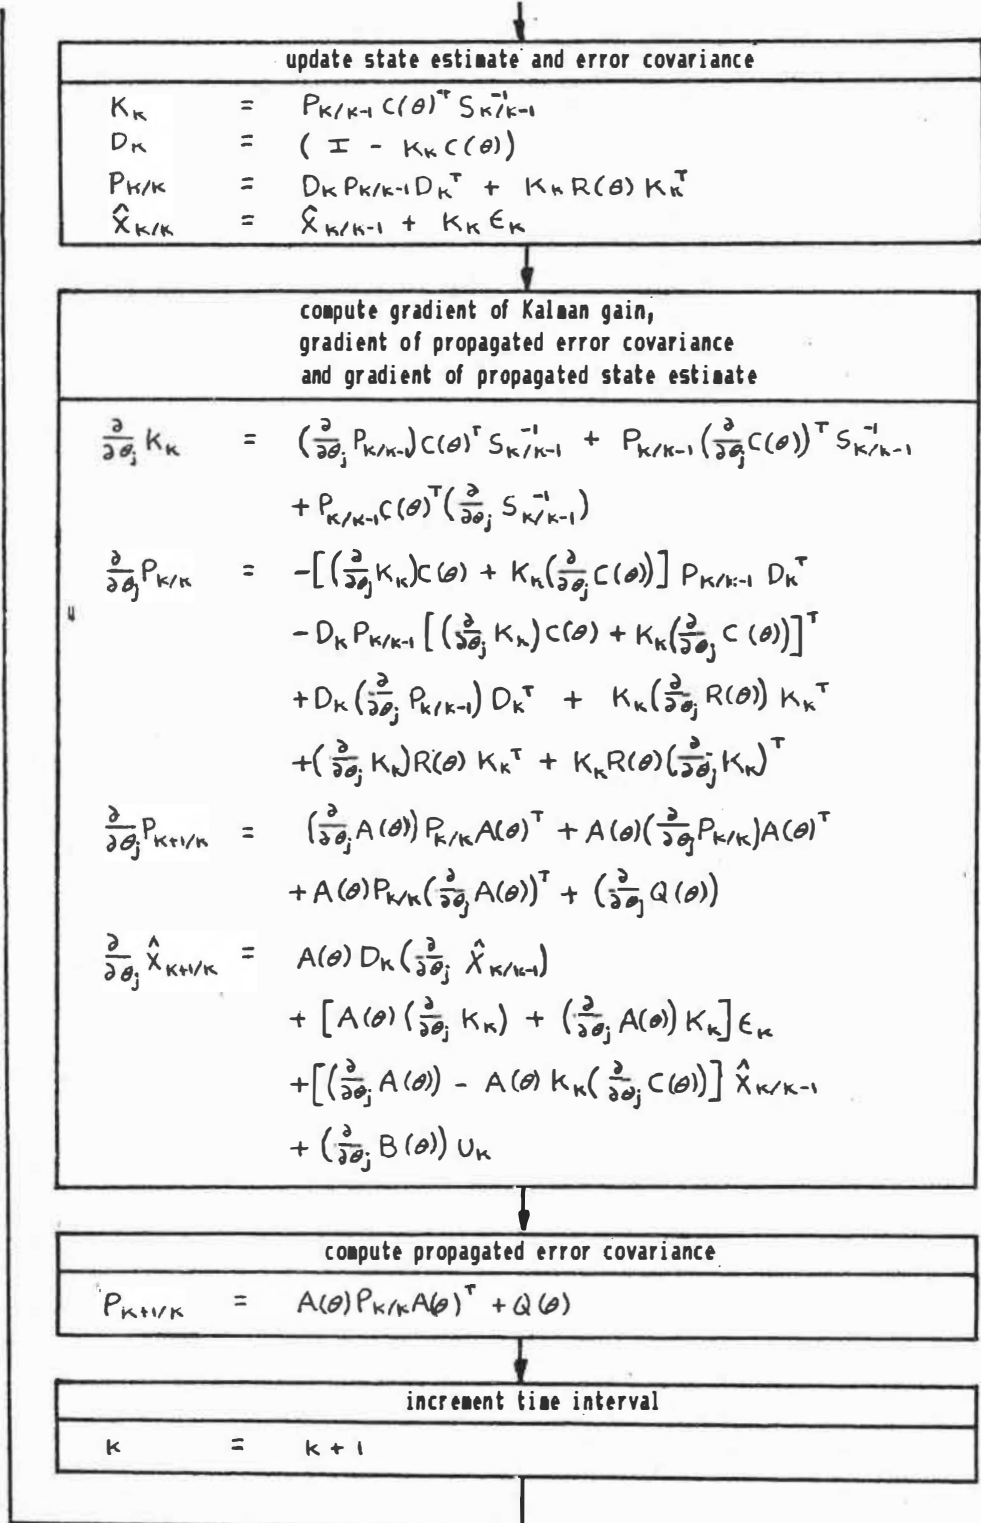 update state estimate and error covariance
K_k = P_{k/k-1} C(θ)^T S_{k/k-1}^{-1}
D_k = ( I - K_k C(θ))
P_{k/k} = D_k P_{k/k-1} D_k^T + K_k R(θ) K_k^T
X̂_{k/k} = X̂_{k/k-1} + K_k ϵ_k
compute gradient of Kalman gain,
gradient of propagated error covariance
and gradient of propagated state estimate
∂/∂θ_j K_k = (∂/∂θ_j P_{k/k-1}) C(θ)^T S_{k/k-1}^{-1} + P_{k/k-1} (∂/∂θ_j C(θ))^T S_{k/k-1}^{-1}
+ P_{k/k-1} C(θ)^T (∂/∂θ_j S_{k/k-1}^{-1})
∂/∂θ_j P_{k/k} = -[(∂/∂θ_j K_k) C(θ) + K_k (∂/∂θ_j C(θ))] P_{k/k-1} D_k^T
- D_k P_{k/k-1} [(∂/∂θ_j K_k) C(θ) + K_k (∂/∂θ_j C(θ))]^T
+ D_k (∂/∂θ_j P_{k/k-1}) D_k^T + K_k (∂/∂θ_j R(θ)) K_k^T
+ (∂/∂θ_j K_k) R(θ) K_k^T + K_k R(θ) (∂/∂θ_j K_k)^T
∂/∂θ_j P_{k+1/k} = (∂/∂θ_j A(θ)) P_{k/k} A(θ)^T + A(θ) (∂/∂θ_j P_{k/k}) A(θ)^T
+ A(θ) P_{k/k} (∂/∂θ_j A(θ))^T + (∂/∂θ_j Q(θ))
∂/∂θ_j X̂_{k+1/k} = A(θ) D_k (∂/∂θ_j X̂_{k/k-1})
+ [A(θ) (∂/∂θ_j K_k) + (∂/∂θ_j A(θ)) K_k] ϵ_k
+ [(∂/∂θ_j A(θ)) - A(θ) K_k (∂/∂θ_j C(θ))] X̂_{k/k-1}
+ (∂/∂θ_j B(θ)) U_k
compute propagated error covariance
P_{k+1/k} = A(θ) P_{k/k} A(θ)^T + Q(θ)
increment time interval
k = k + 1